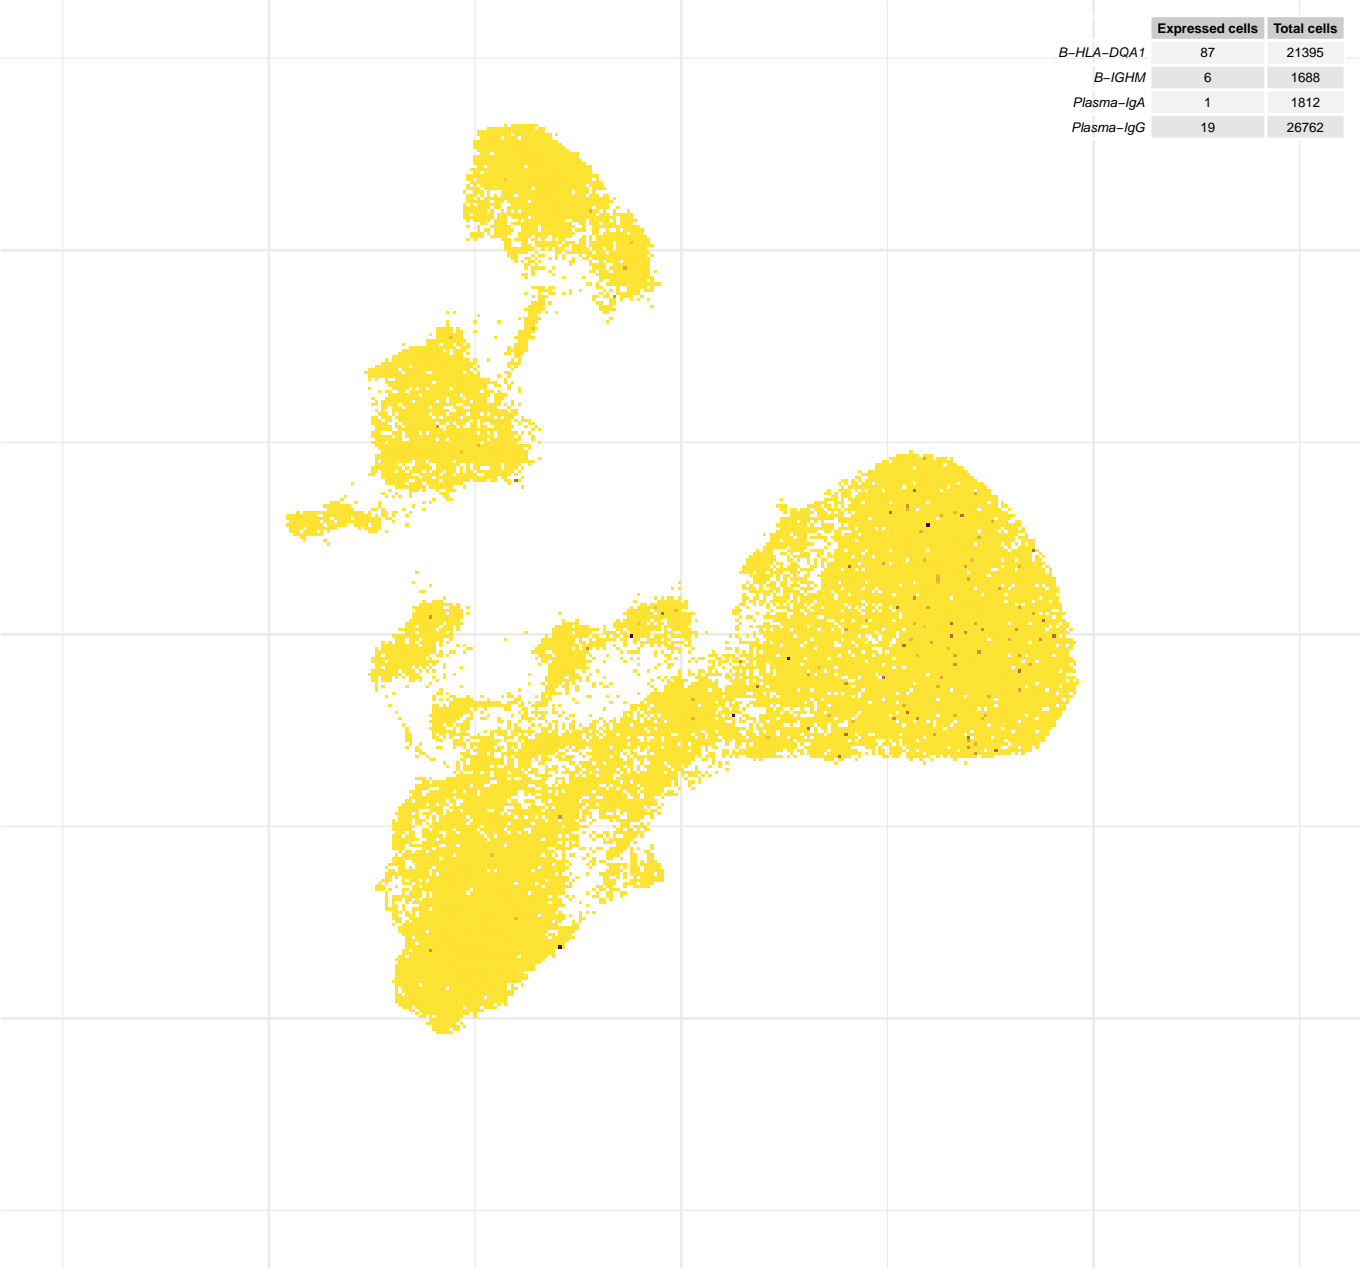 Expressed cells Total cells
B−HLA−DQA1 87 21395
B−IGHM 6 1688
Plasma−IgA 1 1812
Plasma−IgG 19 26762